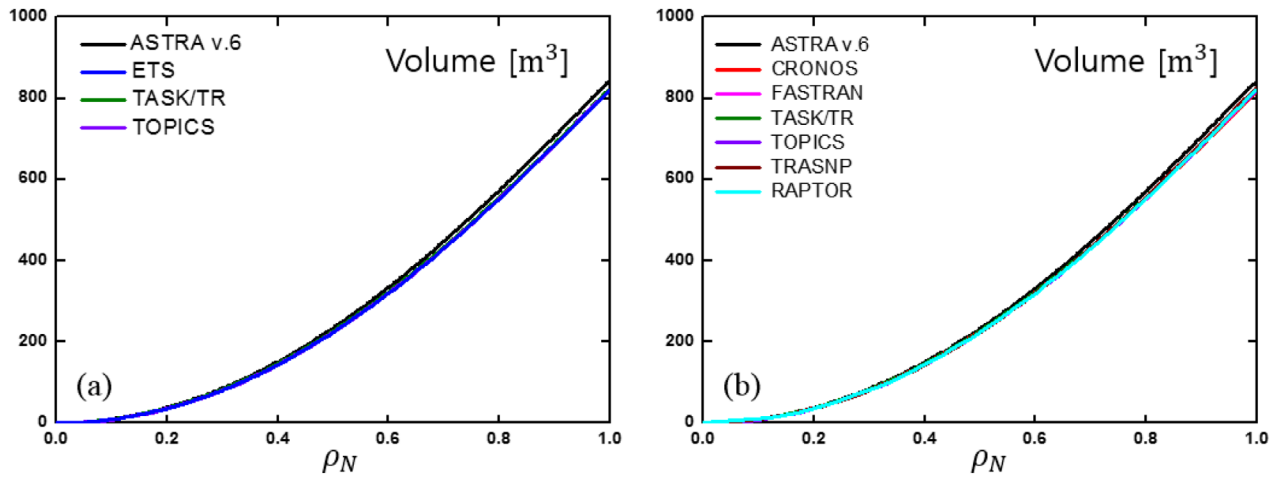 1000
800
600
400
200
0
ASTRA v.6
ETS
TASK/TR
TOPICS
Volume [m³]
(a)
0.0 0.2 0.4 0.6 0.8 1.0
ρN
1000
800
600
400
200
0
ASTRA v.6
CRONOS
FASTRAN
TASK/TR
TOPICS
TRASNP
RAPTOR
Volume [m³]
(b)
0.0 0.2 0.4 0.6 0.8 1.0
ρN